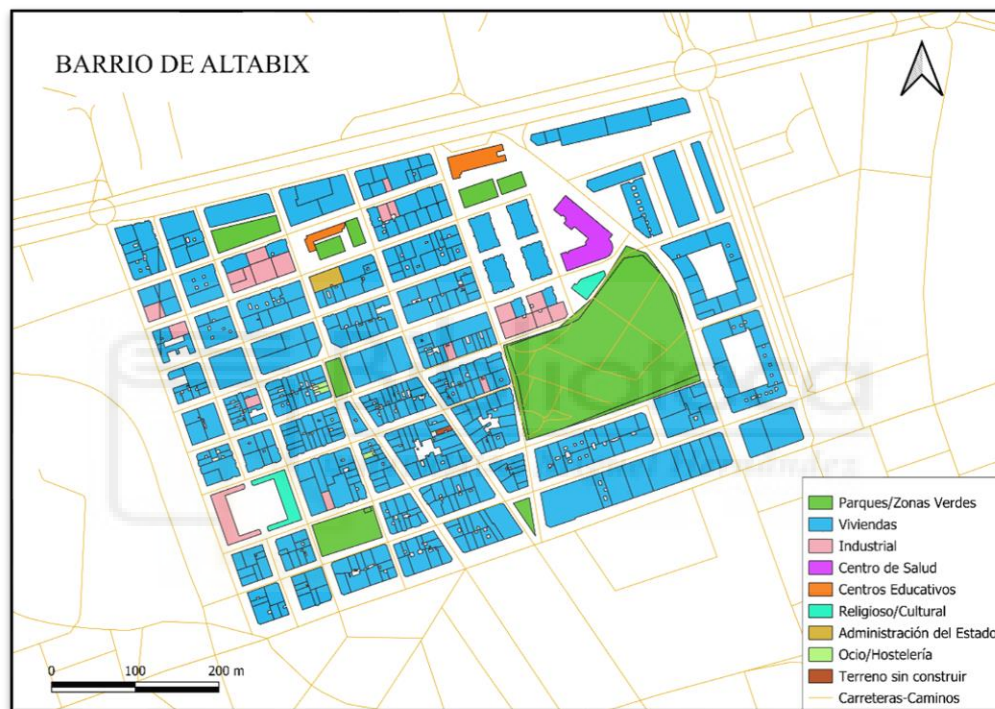 BARRIO DE ALTABIX
Parques/Zonas Verdes
Viviendas
Industrial
Centro de Salud
Centros Educativos
Religioso/Cultural
Administración del Estado
Ocio/Hostelería
Terreno sin construir
Carreteras-Caminos
0 100 200 m